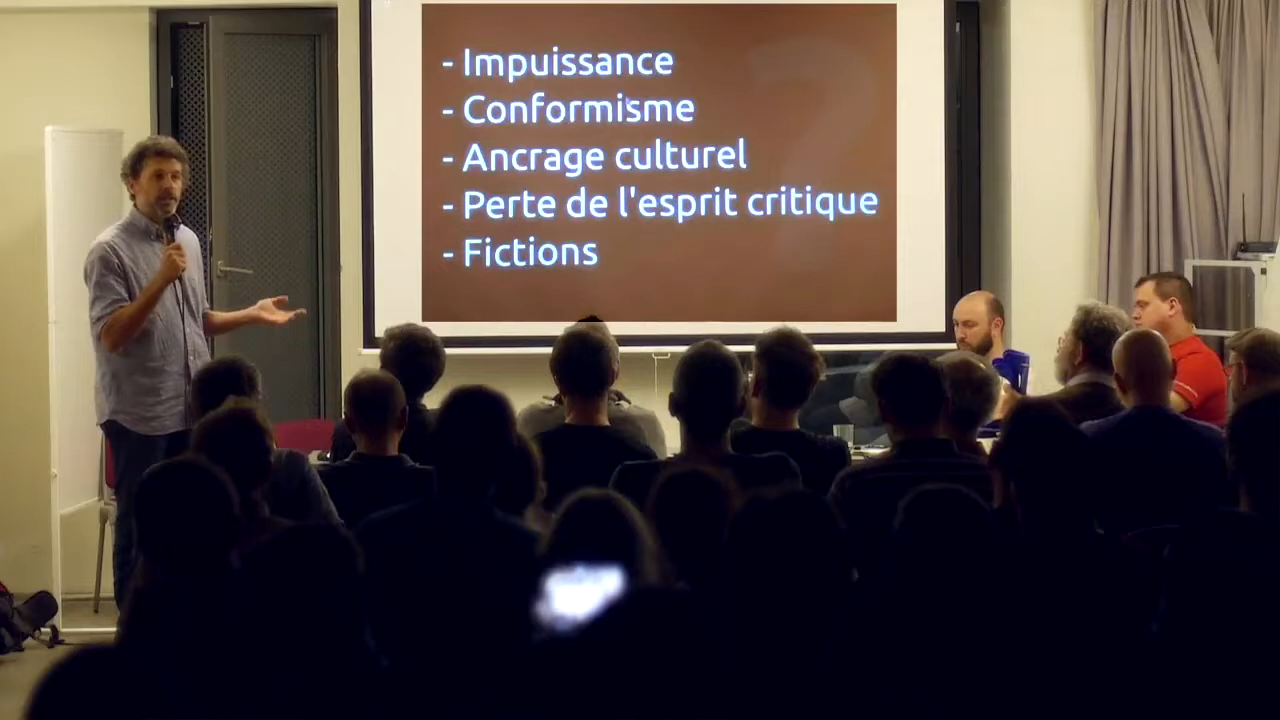 - Impuissance
- Conformisme
- Ancrage culturel
- Perte de l'esprit critique
- Fictions